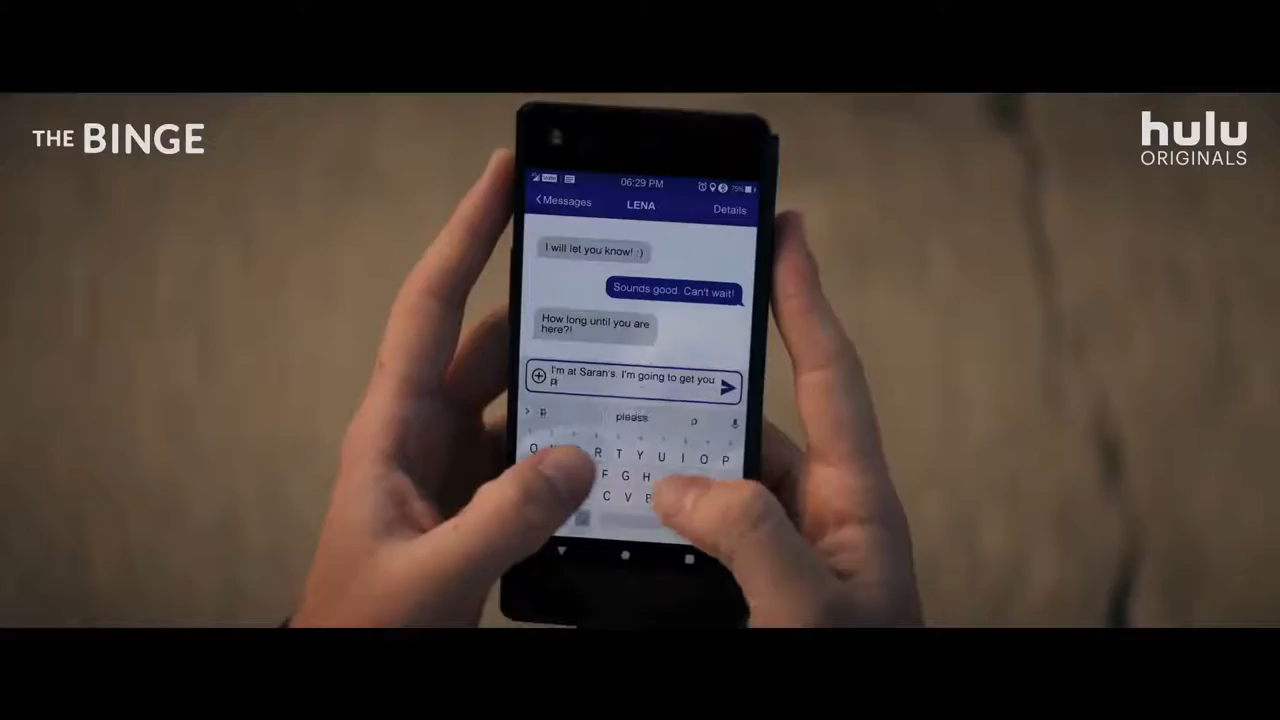 THE BINGE
hulu
ORIGINALS
06:29 PM
75%
Messages
LENA
Details
I will let you know! :)
Sounds good. Can't wait!
How long until you are
here?!
I'm at Sarah's. I'm going to get you
p
R T Y U I O P
F G H
C V B